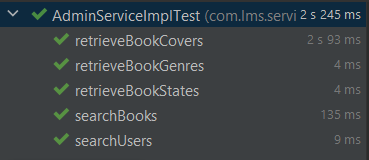 AdminServiceImplTest (com.lms.servi 2 s 245 ms
retrieveBookCovers 2 s 93 ms
retrieveBookGenres 4 ms
retrieveBookStates 4 ms
searchBooks 135 ms
searchUsers 9 ms